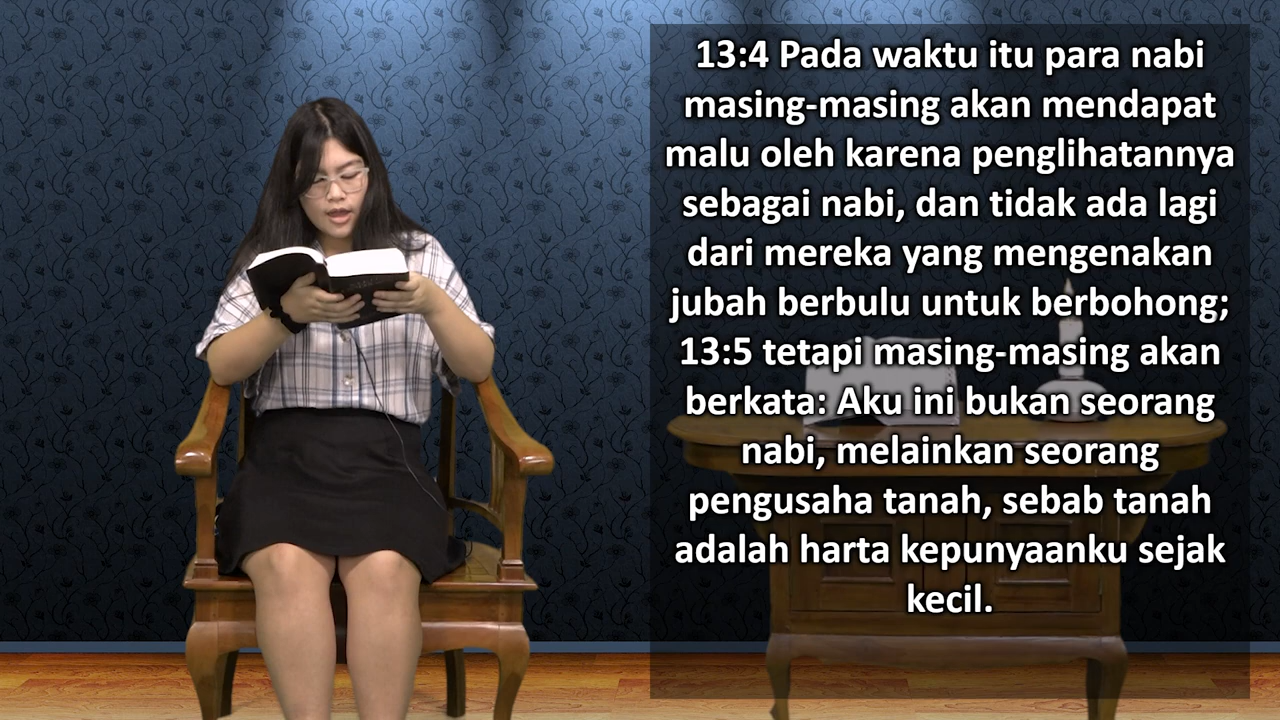 13:4 Pada waktu itu para nabi
masing-masing akan mendapat
malu oleh karena penglihatannya
sebagai nabi, dan tidak ada lagi
dari mereka yang mengenakan
jubah berbulu untuk berbohong;
13:5 tetapi masing-masing akan
berkata: Aku ini bukan seorang
nabi, melainkan seorang
pengusaha tanah, sebab tanah
adalah harta kepunyaanku sejak
kecil.